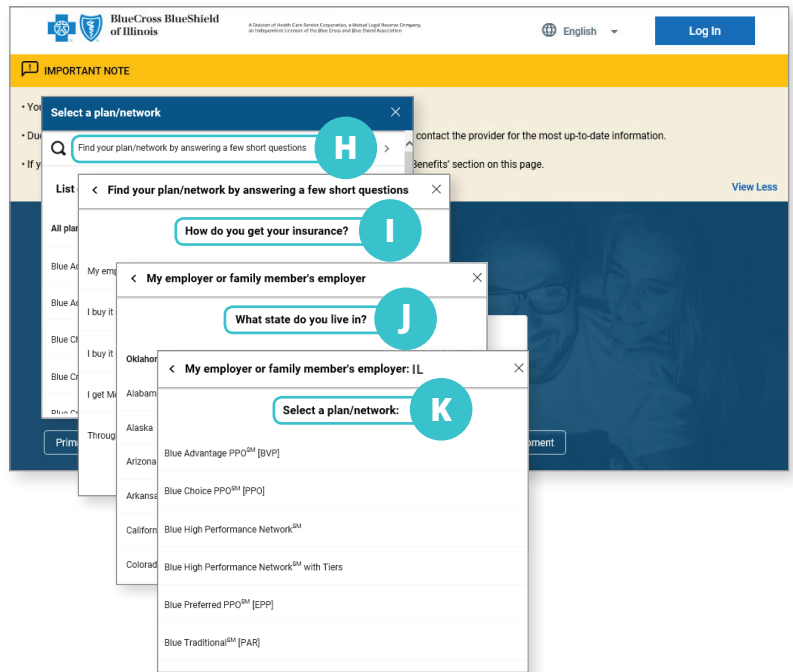 BlueCross BlueShield
of Illinois
A Division of Health Care Service Corporation, a Mutual Legal Reserve Company,
an Independent Licensee of the Blue Cross and Blue Shield Association
English
Log In
IMPORTANT NOTE
• You
• Due
contact the provider for the most up-to-date information.
• If y
Benefits' section on this page.
View Less
Select a plan/network
Find your plan/network by answering a few short questions
H
List
All plan
Blue Ad
Blue Ad
Blue Ch
Blue Cr
Prim
Find your plan/network by answering a few short questions
How do you get your insurance?
I
My emp
I buy it
I buy it
I get Me
Throug
My employer or family member's employer
What state do you live in?
J
Oklahom
Alabam
Alaska
Arizona
Arkansa
Californ
Colorad
My employer or family member's employer: IL
Select a plan/network:
K
Blue Advantage PPO℠ [BVP]
Blue Choice PPO℠ [PPO]
Blue High Performance Network℠
Blue High Performance Network℠ with Tiers
Blue Preferred PPO℠ [EPP]
Blue Traditional℠ [PAR]